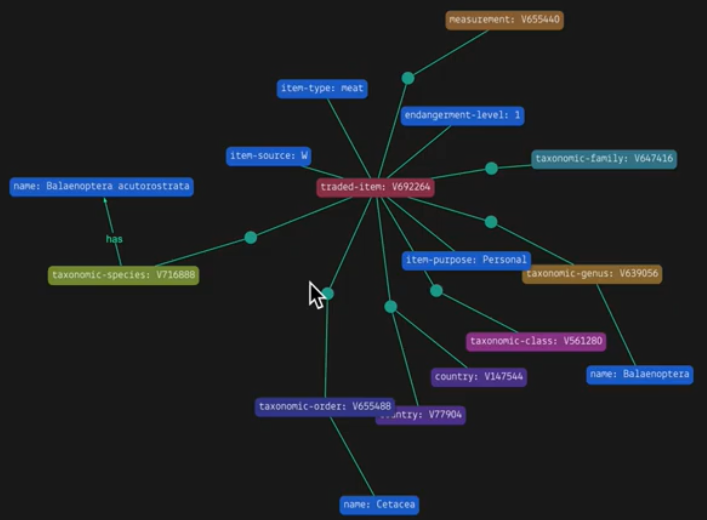 measurement: V655440
item-type: meat
endangerment-level: 1
item-source: W
taxonomic-family: V647416
name: Balaenoptera acutorostrata
traded-item: V692264
has
item-purpose: Personal
taxonomic-species: V716888
taxonomic-genus: V639056
taxonomic-class: V561280
country: V147544
name: Balaenoptera
taxonomic-order: V655488
untry: V77904
name: Cetacea